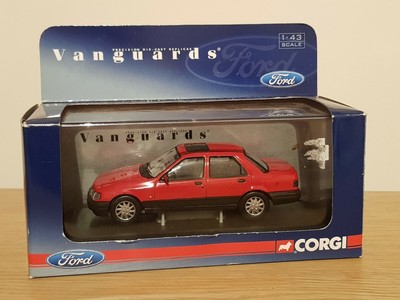 Vanguards®
PRECISION DIE-CAST REPLICAS
1:43
SCALE
Ford
Vanguards®
Ford
CORGI